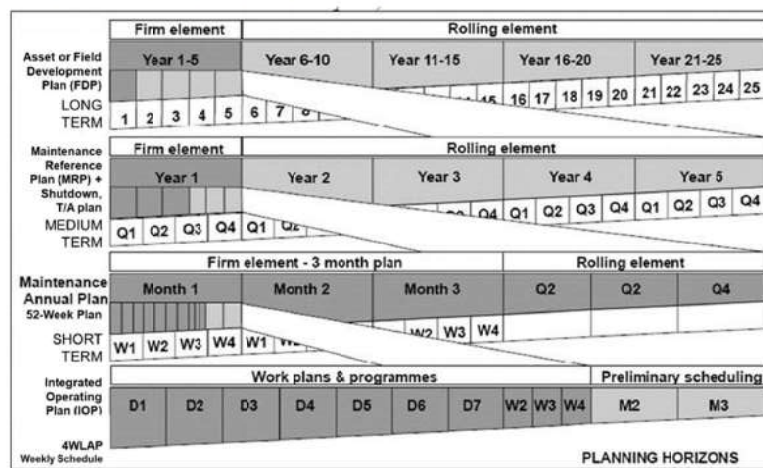 Firm element Rolling element
Asset or Field Development Plan (FDP)
Year 1-5 Year 6-10 Year 11-15 Year 16-20 Year 21-25
LONG TERM
1 2 3 4 5 6 7 8 15 16 17 18 19 20 21 22 23 24 25
Firm element Rolling element
Maintenance Reference Plan (MRP) + Shutdown, T/A plan
Year 1 Year 2 Year 3 Year 4 Year 5
MEDIUM TERM
Q1 Q2 Q3 Q4 Q1 Q2 Q4 Q1 Q2 Q3 Q4 Q1 Q2 Q3 Q4
Firm element - 3 month plan Rolling element
Maintenance Annual Plan
52-Week Plan
Month 1 Month 2 Month 3 Q2 Q2 Q4
SHORT TERM
W1 W2 W3 W4 W1 W2 W3 W4
Work plans & programmes Preliminary scheduling
Integrated Operating Plan (IOP)
D1 D2 D3 D4 D5 D6 D7 W2 W3 W4 M2 M3
4WLAP
Weekly Schedule
PLANNING HORIZONS